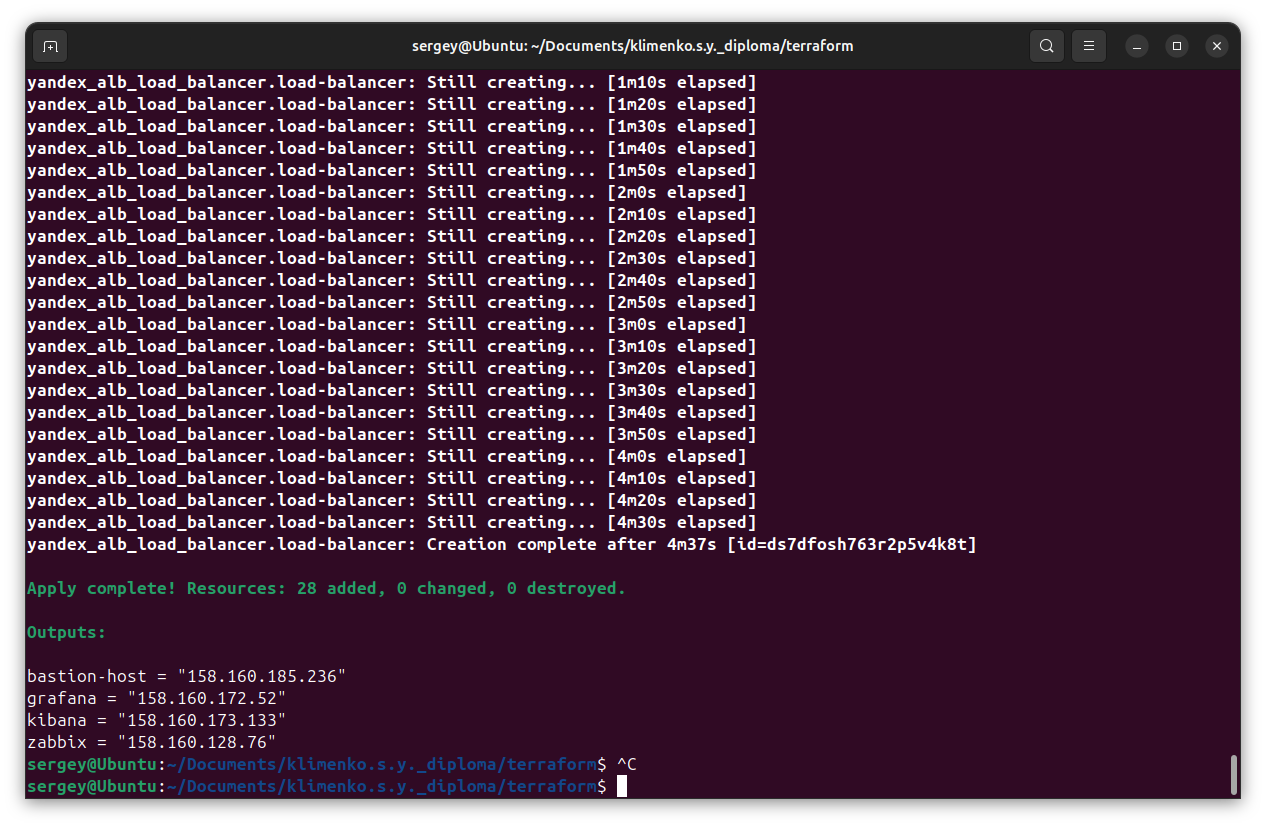 sergey@Ubuntu: ~/Documents/klimenko.s.y._diploma/terraform
yandex_alb_load_balancer.load-balancer: Still creating... [1m10s elapsed]
yandex_alb_load_balancer.load-balancer: Still creating... [1m20s elapsed]
yandex_alb_load_balancer.load-balancer: Still creating... [1m30s elapsed]
yandex_alb_load_balancer.load-balancer: Still creating... [1m40s elapsed]
yandex_alb_load_balancer.load-balancer: Still creating... [1m50s elapsed]
yandex_alb_load_balancer.load-balancer: Still creating... [2m0s elapsed]
yandex_alb_load_balancer.load-balancer: Still creating... [2m10s elapsed]
yandex_alb_load_balancer.load-balancer: Still creating... [2m20s elapsed]
yandex_alb_load_balancer.load-balancer: Still creating... [2m30s elapsed]
yandex_alb_load_balancer.load-balancer: Still creating... [2m40s elapsed]
yandex_alb_load_balancer.load-balancer: Still creating... [2m50s elapsed]
yandex_alb_load_balancer.load-balancer: Still creating... [3m0s elapsed]
yandex_alb_load_balancer.load-balancer: Still creating... [3m10s elapsed]
yandex_alb_load_balancer.load-balancer: Still creating... [3m20s elapsed]
yandex_alb_load_balancer.load-balancer: Still creating... [3m30s elapsed]
yandex_alb_load_balancer.load-balancer: Still creating... [3m40s elapsed]
yandex_alb_load_balancer.load-balancer: Still creating... [3m50s elapsed]
yandex_alb_load_balancer.load-balancer: Still creating... [4m0s elapsed]
yandex_alb_load_balancer.load-balancer: Still creating... [4m10s elapsed]
yandex_alb_load_balancer.load-balancer: Still creating... [4m20s elapsed]
yandex_alb_load_balancer.load-balancer: Still creating... [4m30s elapsed]
yandex_alb_load_balancer.load-balancer: Creation complete after 4m37s [id=ds7dfosh763r2p5v4k8t]
Apply complete! Resources: 28 added, 0 changed, 0 destroyed.
Outputs:
bastion-host = "158.160.185.236"
grafana = "158.160.172.52"
kibana = "158.160.173.133"
zabbix = "158.160.128.76"
sergey@Ubuntu:~/Documents/klimenko.s.y._diploma/terraform$ ^C
sergey@Ubuntu:~/Documents/klimenko.s.y._diploma/terraform$